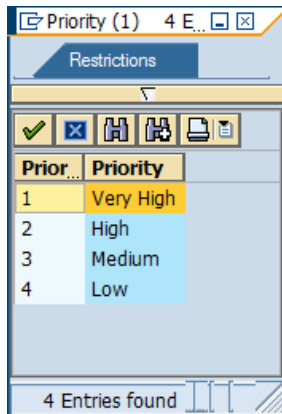 Priority (1) 4 E...
Restrictions
Prior... Priority
1 Very High
2 High
3 Medium
4 Low
4 Entries found